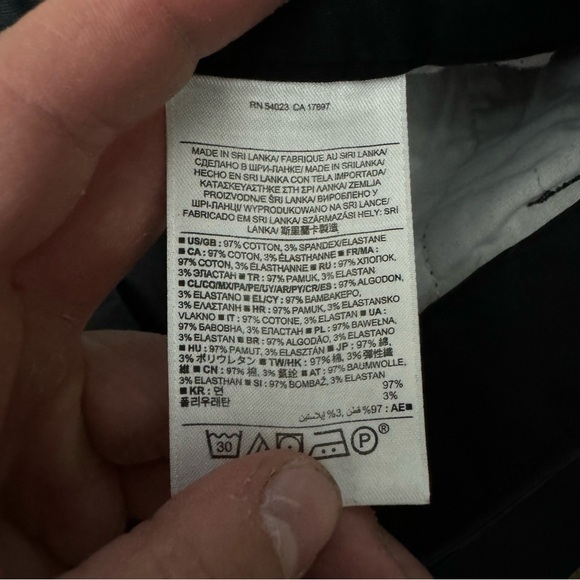 RN 54023 CA 17897
MADE IN SRI LANKA/ FABRIQUE AU SRI LANKA/
СДЕЛАНО В ШРИ-ЛАНКЕ/ MADE IN SRILANKA/
HECHO EN SRI LANKA CON TELA IMPORTADA/
ΚΑΤΑΣΚΕΥΑΣΤΗΚΕ ΣΤΗ ΣΡΙ ΛΑΝΚΑ/ ZEMLJA
PROIZVODNJE ŠRI LANKA/ ВИРОБЛЕНО У
ШРІ-ЛАНЦІ/ WYPRODUKOWANO NA SRI LANCE/
FABRICADO EM SRI LANKA/ SZÁRMAZÁSI HELY: SRÍ
LANKA/ 斯里蘭卡製造
■ US/GB : 97% COTTON, 3% SPANDEX/ELASTANE
■ CA : 97% COTON, 3% ÉLASTHANNE ■ FR/MA :
97% COTON, 3% ÉLASTHANNE ■ RU : 97% ХЛОПОК,
3% ЭЛАСТАН ■ TR : 97% PAMUK, 3% ELASTAN
■ CL/CO/MX/PA/PE/UY/AR/PY/CR/ES : 97% ALGODON,
3% ELASTANO ■ EL/CY : 97% ΒΑΜΒΑΚΕΡΟ,
3% ΕΛΑΣΤΑΝΗ ■ HR : 97% PAMUK, 3% ELASTANSKO
VLAKNO ■ IT : 97% COTONE, 3% ELASTAN ■ UA :
97% БАВОВНА, 3% ЕЛАСТАН ■ PL : 97% BAWEŁNA,
3% ELASTAN ■ BR : 97% ALGODÃO, 3% ELASTANO
■ HU : 97% PAMUT, 3% ELASZTÁN ■ JP : 97% 綿,
3% ポリウレタン ■ TW/HK : 97% 棉, 3% 彈性纖
維 ■ CN : 97% 棉, 3% 氨纶 ■ AT : 97% BAUMWOLLE,
3% ELASTHAN ■ SI : 97% BOMBAŽ, 3% ELASTAN
■ KR : 면 97%
폴리우레탄 3%
■ AE : 97% قطن, 3% إيلاستين
30 P ®